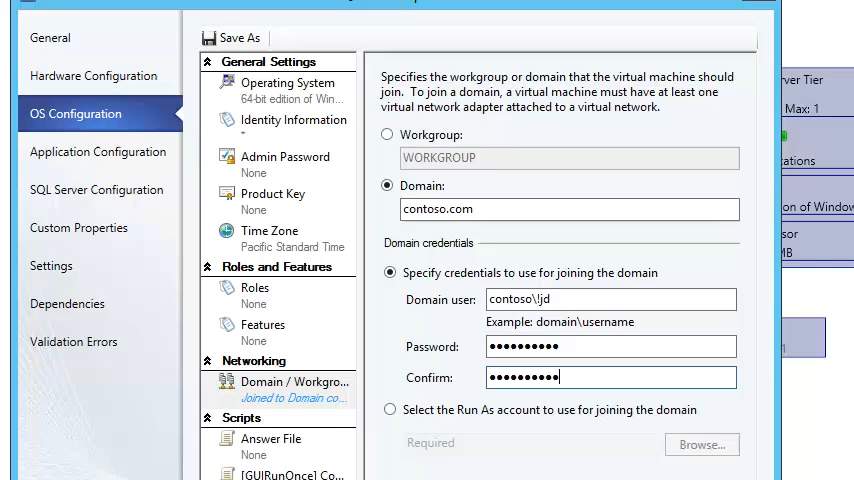 General
Hardware Configuration
OS Configuration
Application Configuration
SQL Server Configuration
Custom Properties
Settings
Dependencies
Validation Errors
Save As
General Settings
Operating System
64-bit edition of Win...
Identity Information
*
Admin Password
None
Product Key
None
Time Zone
Pacific Standard Time
Roles and Features
Roles
None
Features
None
Networking
Domain / Workgro...
Joined to Domain co...
Scripts
Answer File
None
[GUIRunOnce] Co...
Specifies the workgroup or domain that the virtual machine should
join. To join a domain, a virtual machine must have at least one
virtual network adapter attached to a virtual network.
Workgroup:
WORKGROUP
Domain:
contoso.com
Domain credentials
Specify credentials to use for joining the domain
Domain user: contoso\!jd
Example: domain\username
Password: ●●●●●●●●●●
Confirm: ●●●●●●●●●●
Select the Run As account to use for joining the domain
Required Browse...
rver Tier
Max: 1
cations
ion of Window
sor
MB
1